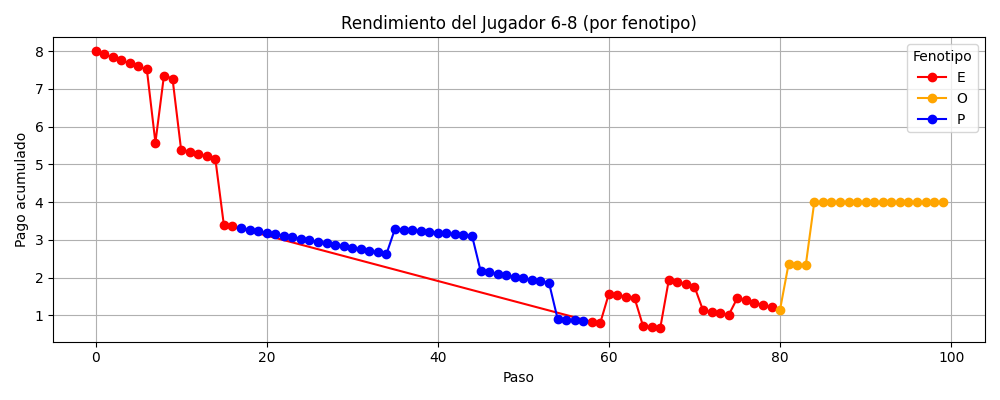 Rendimiento del Jugador 6-8 (por fenotipo)
Pago acumulado
8
7
6
5
4
3
2
1
Fenotipo
E
O
P
0 20 40 60 80 100
Paso